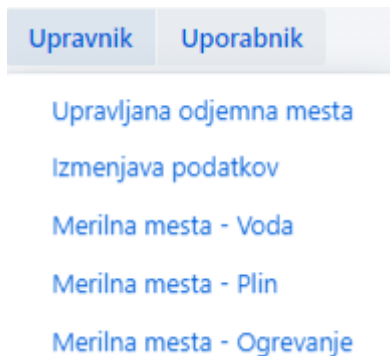 Upravnik Uporabnik
Upravljana odjemna mesta
Izmenjava podatkov
Merilna mesta - Voda
Merilna mesta - Plin
Merilna mesta - Ogrevanje